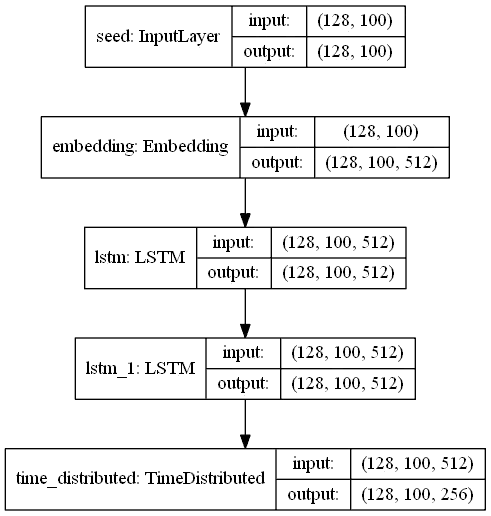 seed: InputLayer
input: (128, 100)
output: (128, 100)
embedding: Embedding
input: (128, 100)
output: (128, 100, 512)
lstm: LSTM
input: (128, 100, 512)
output: (128, 100, 512)
lstm_1: LSTM
input: (128, 100, 512)
output: (128, 100, 512)
time_distributed: TimeDistributed
input: (128, 100, 512)
output: (128, 100, 256)